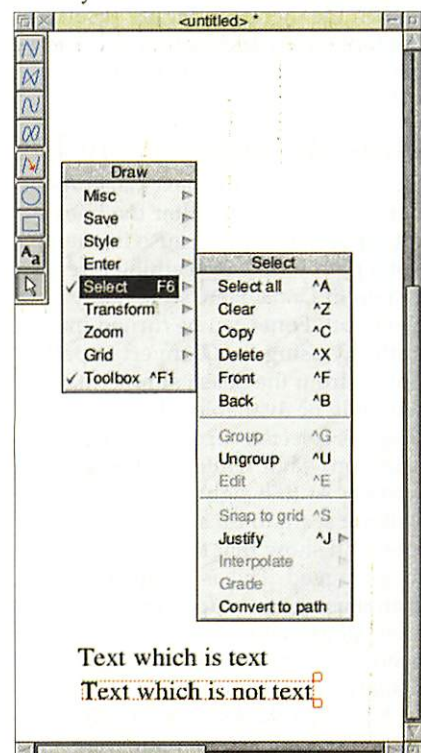 <untitled> *
Draw
Misc
Save
Style
Enter
✓ Select F6
Transform
Zoom
Grid
✓ Toolbox ^F1
Aa
Select
Select all ^A
Clear ^Z
Copy ^C
Delete ^X
Front ^F
Back ^B
Group ^G
Ungroup ^U
Edit ^E
Snap to grid ^S
Justify ^J
Interpolate
Grade
Convert to path
Text which is text
Text which is not text